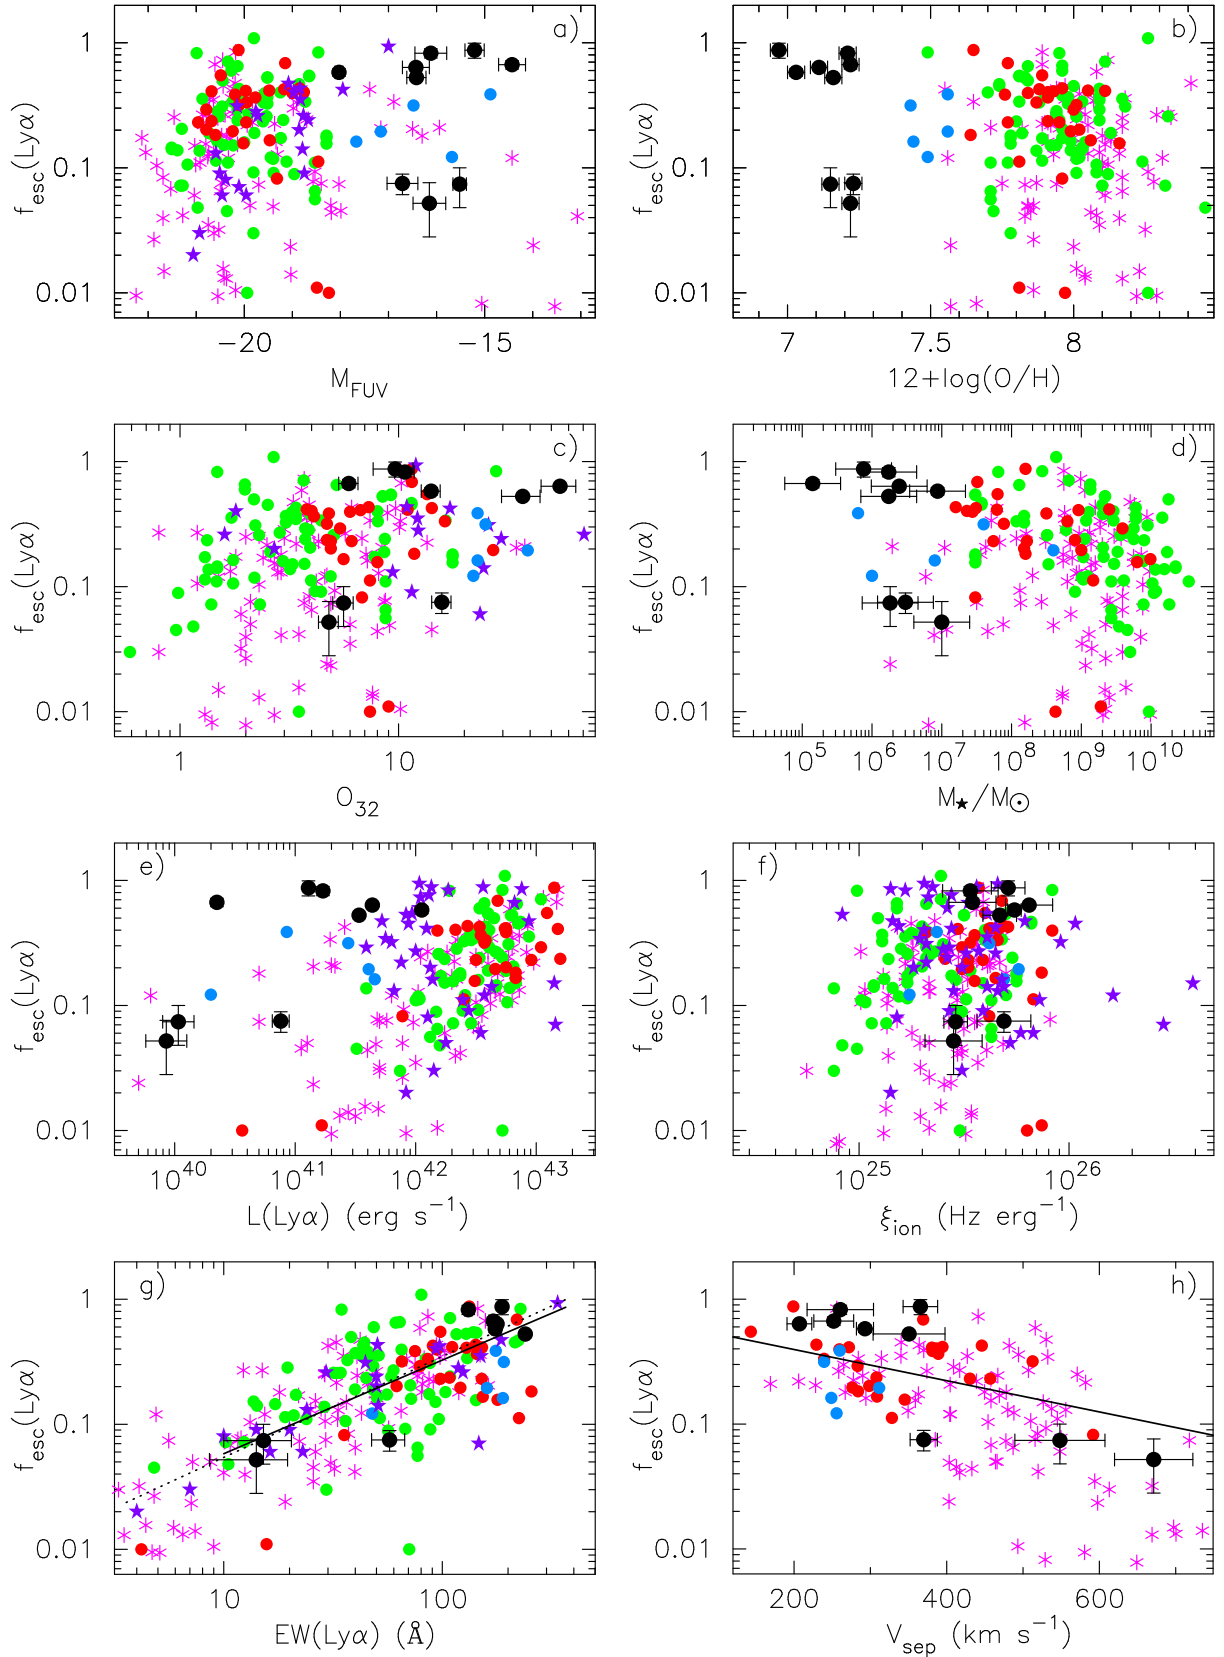 a)
1
0.1
0.01
f_esc(Lyα)
−20 −15
M_FUV
b)
1
0.1
0.01
f_esc(Lyα)
7 7.5 8
12+log(O/H)
c)
1
0.1
0.01
f_esc(Lyα)
1 10
O_32
d)
1
0.1
0.01
f_esc(Lyα)
10^5 10^6 10^7 10^8 10^9 10^10
M_★/M_⊙
e)
1
0.1
0.01
f_esc(Lyα)
10^40 10^41 10^42 10^43
L(Lyα) (erg s^−1)
f)
1
0.1
0.01
f_esc(Lyα)
10^25 10^26
ξ_ion (Hz erg^−1)
g)
1
0.1
0.01
f_esc(Lyα)
10 100
EW(Lyα) (Å)
h)
1
0.1
0.01
f_esc(Lyα)
200 400 600
V_sep (km s^−1)